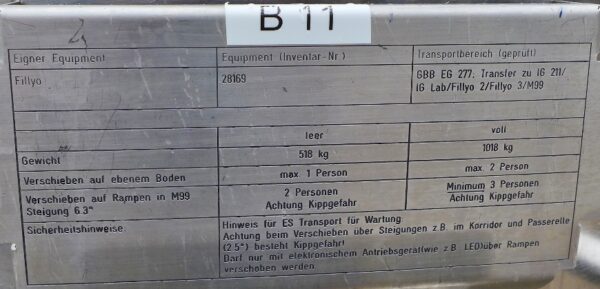 B 11
Eigner Equipment Equipment (Inventar-Nr.) Transportbereich (geprüft)
Fillyo 28169 GBB EG 277. Transfer zu IG 211/
IG Lab/Fillyo 2/Fillyo 3/M99
leer voll
Gewicht 518 kg 1018 kg
Verschieben auf ebenem Boden max. 1 Person max. 2 Person
Verschieben auf Rampen in M99 2 Personen Minimum 3 Personen
Steigung 6.3° Achtung Kippgefahr Achtung Kippgefahr
Sicherheitshinweise: Hinweis für ES Transport für Wartung:
Achtung beim Verschieben über Steigungen z.B. im Korridor und Passerelle
(2.5°) besteht Kippgefahr!
Darf nur mit elektronischem Antriebsgerät(wie z.B. LEO)über Rampen
verschoben werden.